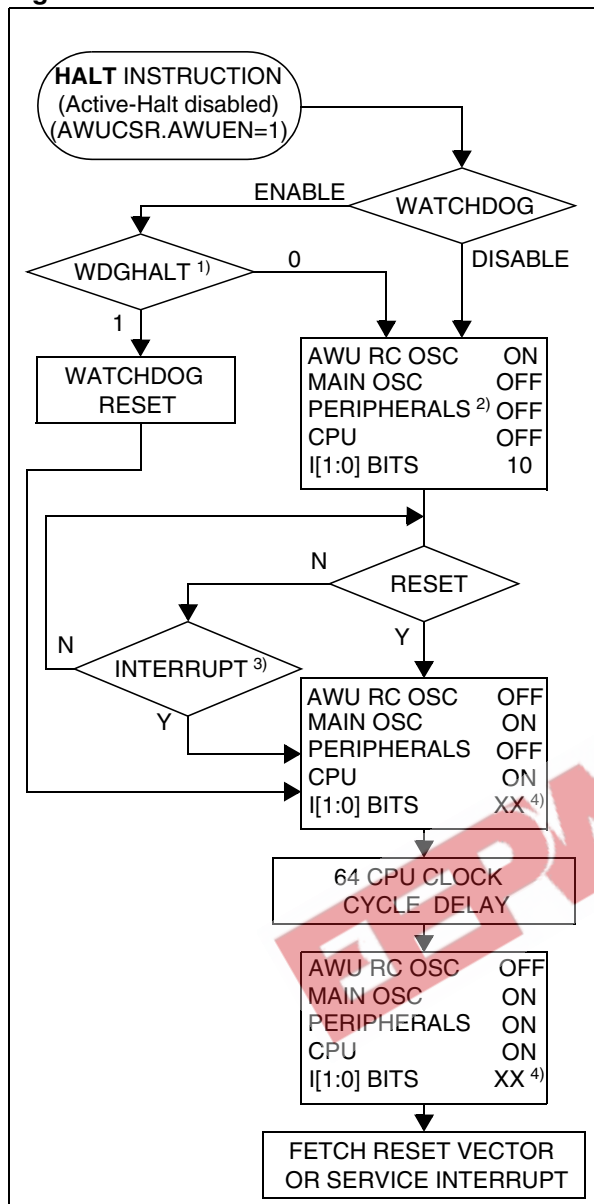 HALT INSTRUCTION
(Active-Halt disabled)
(AWUCSR.AWUEN=1)
ENABLE
WATCHDOG
WDGHALT 1)
0
DISABLE
1
WATCHDOG
RESET
AWU RC OSC ON
MAIN OSC OFF
PERIPHERALS 2) OFF
CPU OFF
I[1:0] BITS 10
N
RESET
N
Y
INTERRUPT 3)
Y
AWU RC OSC OFF
MAIN OSC ON
PERIPHERALS OFF
CPU ON
I[1:0] BITS XX 4)
64 CPU CLOCK
CYCLE DELAY
AWU RC OSC OFF
MAIN OSC ON
PERIPHERALS ON
CPU ON
I[1:0] BITS XX 4)
FETCH RESET VECTOR
OR SERVICE INTERRUPT